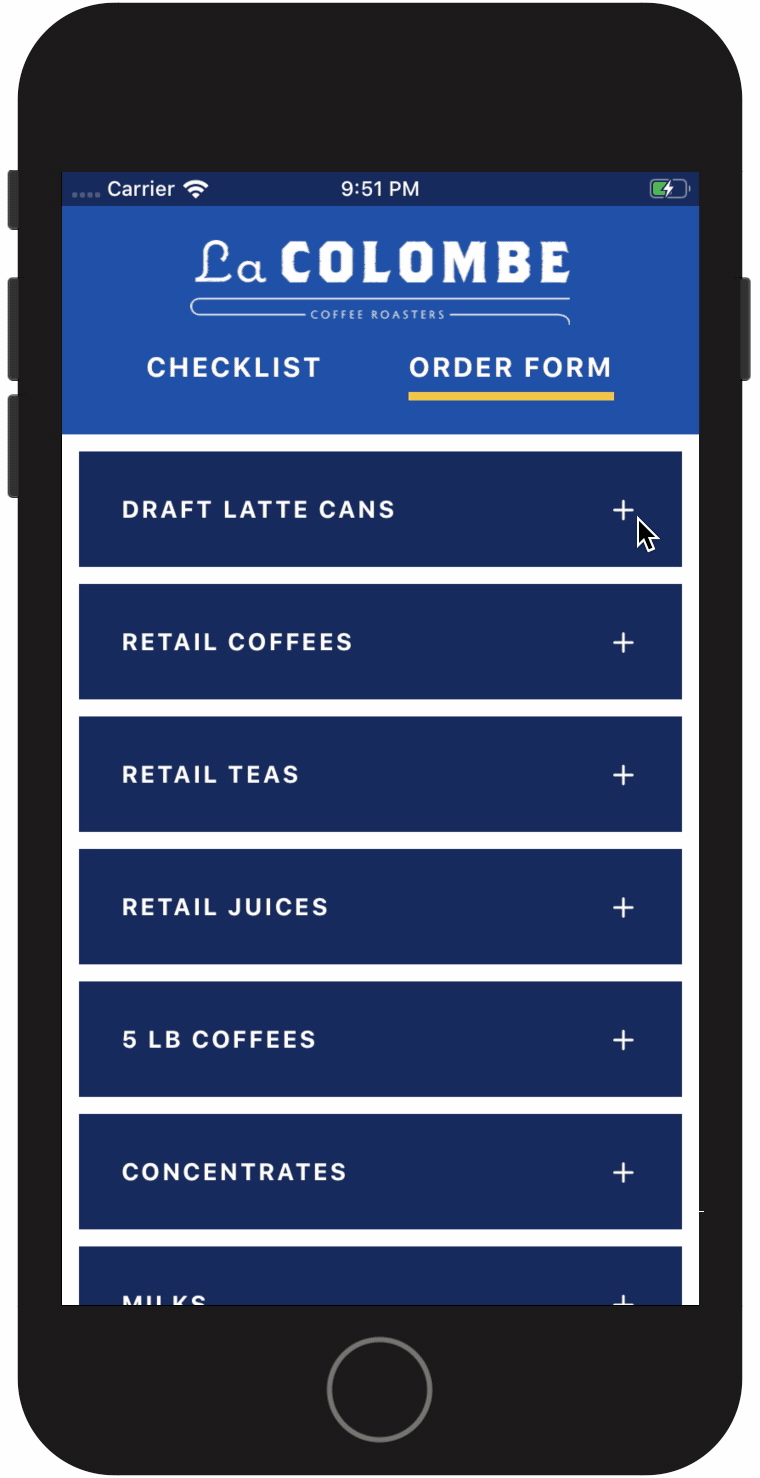 Carrier 9:51 PM
La COLOMBE
COFFEE ROASTERS
CHECKLIST ORDER FORM
DRAFT LATTE CANS +
RETAIL COFFEES +
RETAIL TEAS +
RETAIL JUICES +
5 LB COFFEES +
CONCENTRATES +
MILKS +